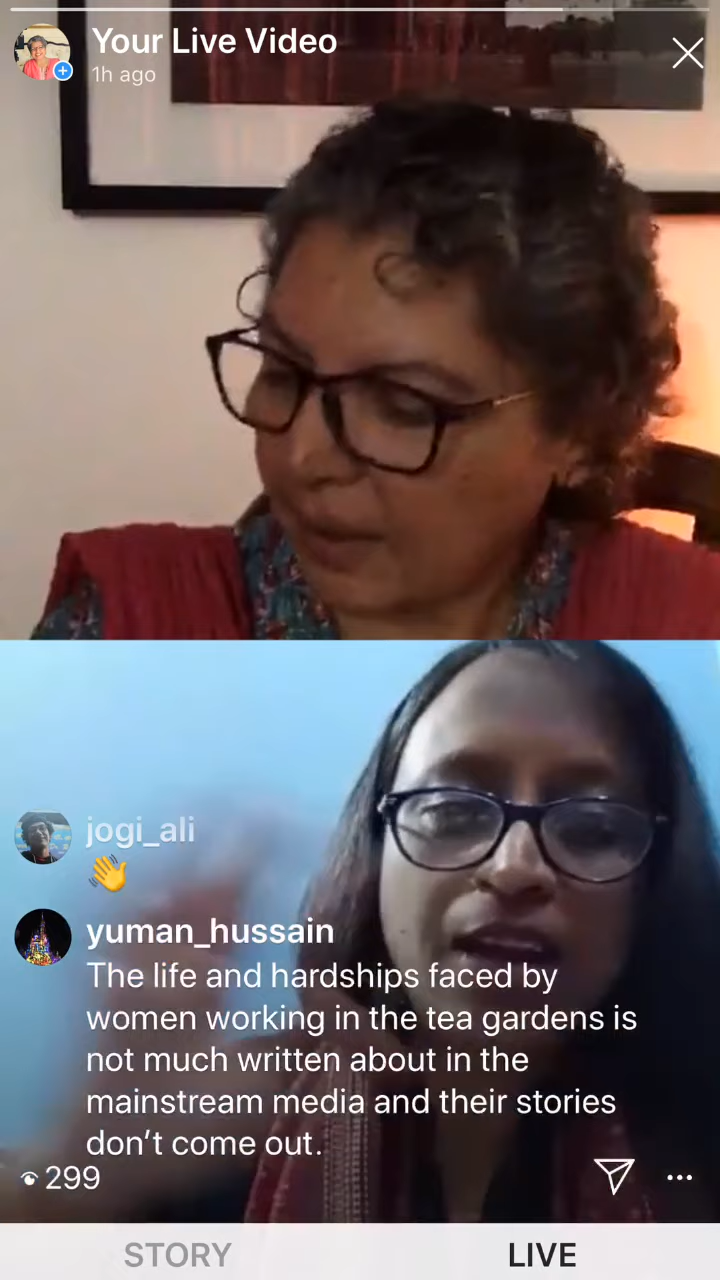 Your Live Video
1h ago
jogi_ali
👋
yuman_hussain
The life and hardships faced by
women working in the tea gardens is
not much written about in the
mainstream media and their stories
don't come out.
299
STORY
LIVE